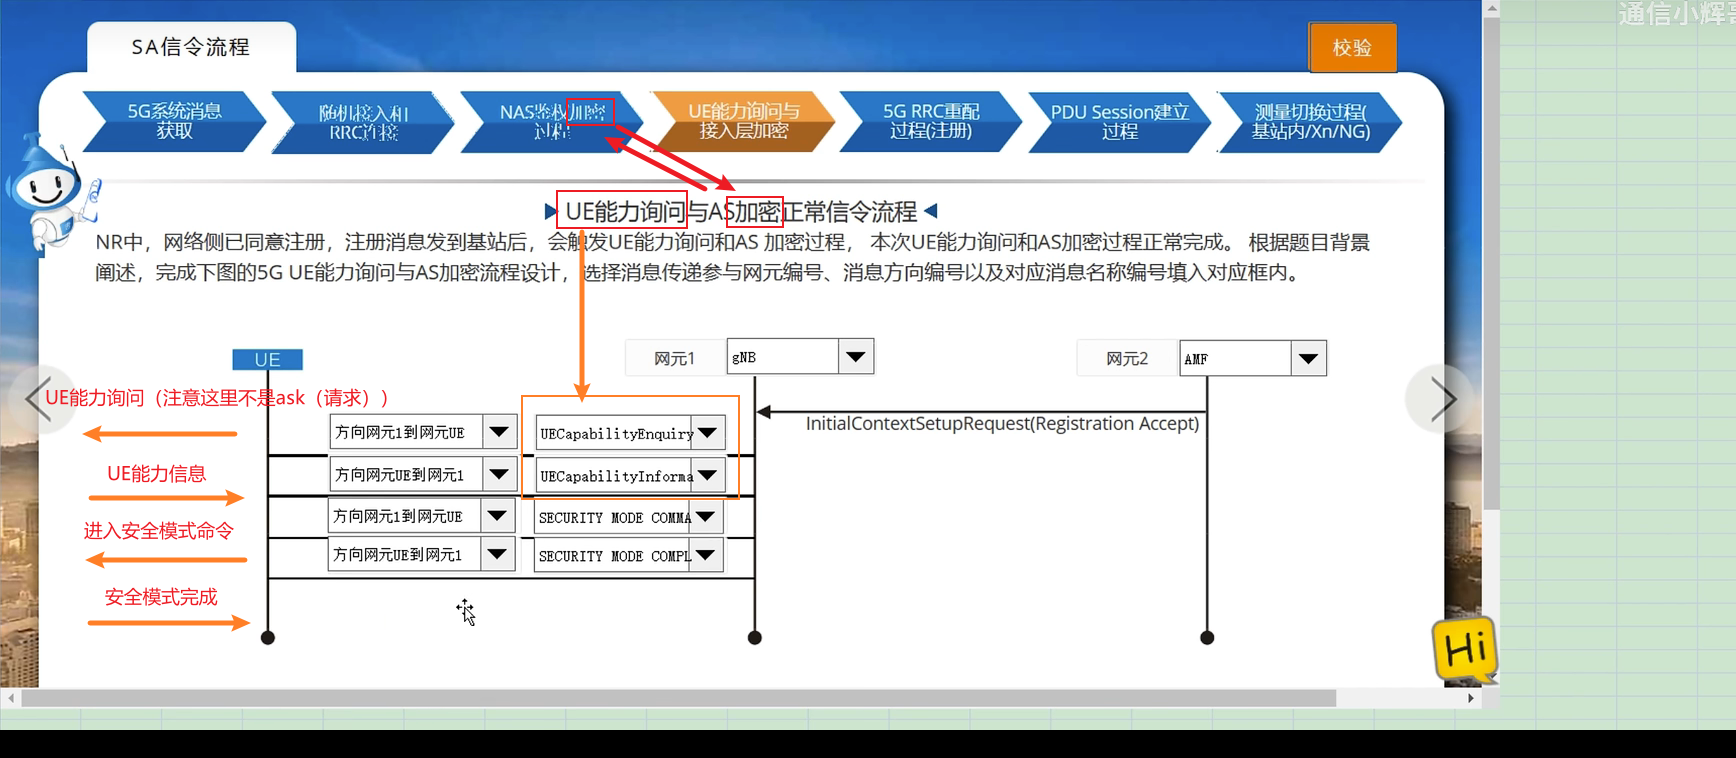 通信小辉哥
SA信令流程
校验
5G系统消息
获取
随机接入和
RRC连接
NAS鉴权加密
过程
UE能力询问与
接入层加密
5G RRC重配
过程(注册)
PDU Session建立
过程
测量切换过程(
基站内/Xn/NG)
UE能力询问与AS加密正常信令流程
NR中，网络侧已同意注册，注册消息发到基站后，会触发UE能力询问和AS 加密过程， 本次UE能力询问和AS加密过程正常完成。 根据题目背景
阐述，完成下图的5G UE能力询问与AS加密流程设计，选择消息传递参与网元编号、消息方向编号以及对应消息名称编号填入对应框内。
UE
网元1
gNB
网元2
AMF
UE能力询问（注意这里不是ask（请求））
InitialContextSetupRequest(Registration Accept)
方向网元1到网元UE
UECapabilityEnquiry
UE能力信息
方向网元UE到网元1
UECapabilityInforma
进入安全模式命令
方向网元1到网元UE
SECURITY MODE COMMA
方向网元UE到网元1
SECURITY MODE COMPL
安全模式完成
Hi